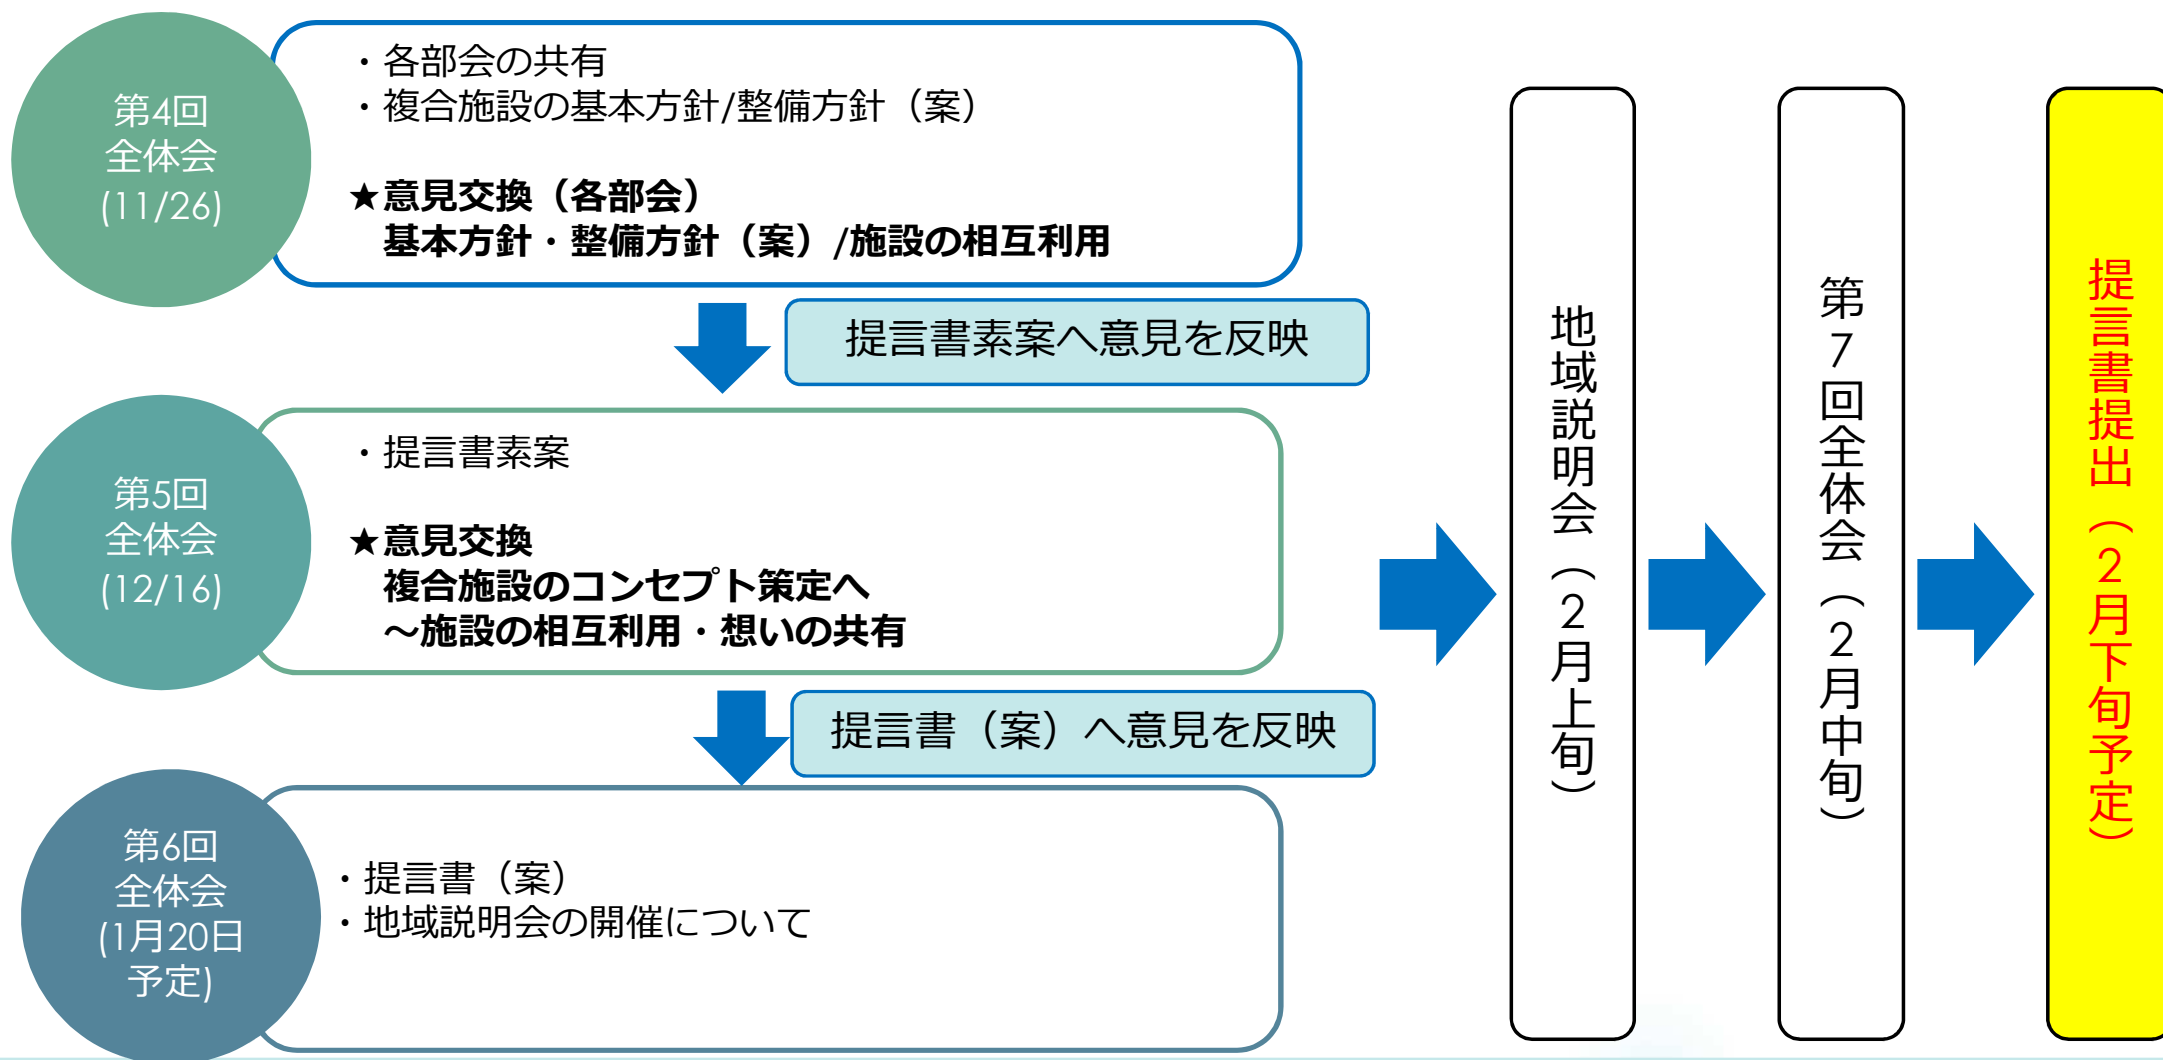 第4回
全体会
(11/26)
・各部会の共有
・複合施設の基本方針/整備方針（案）
★意見交換（各部会）
基本方針・整備方針（案）/施設の相互利用
提言書素案へ意見を反映
第5回
全体会
(12/16)
・提言書素案
★意見交換
複合施設のコンセプト策定へ
～施設の相互利用・想いの共有
提言書（案）へ意見を反映
第6回
全体会
(1月20日
予定)
・提言書（案）
・地域説明会の開催について
地域説明会（２月上旬）
第７回全体会（２月中旬）
提言書提出（２月下旬予定）